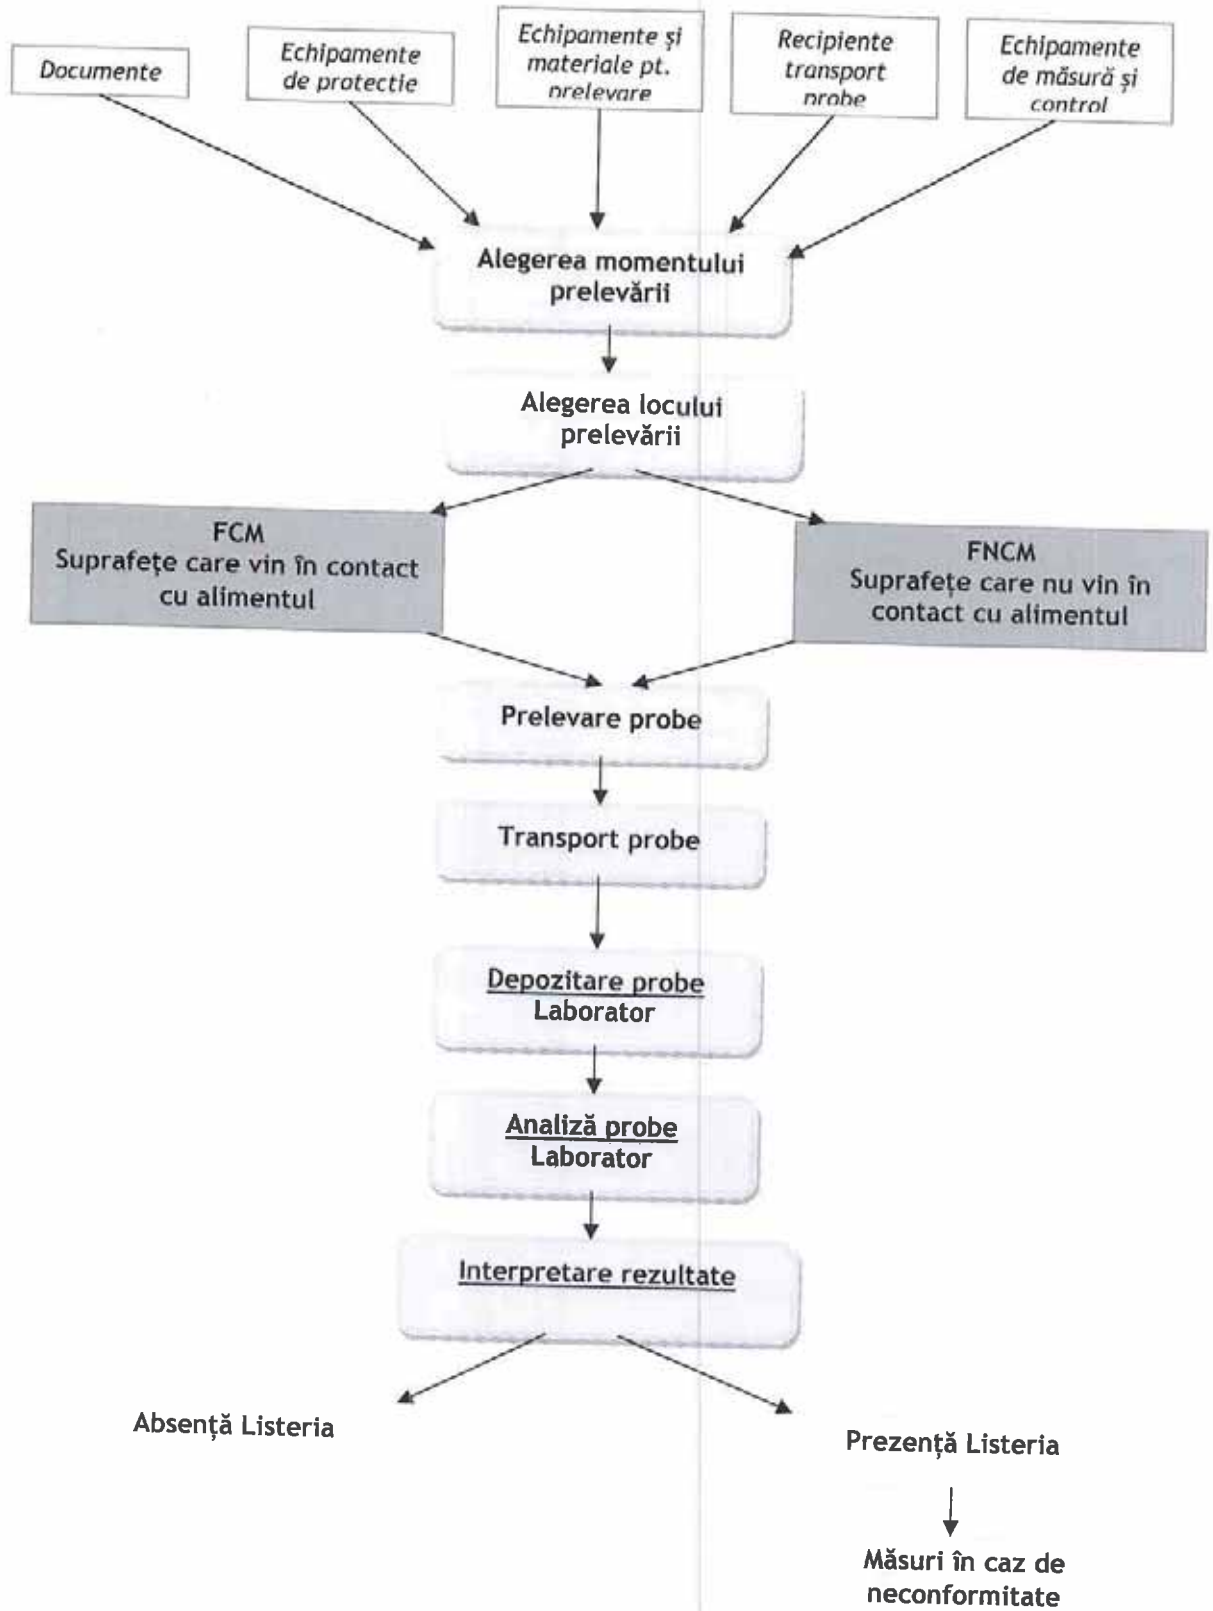 Documente
Echipamente
de protectie
Echipamente și
materiale pt.
prelevare
Recipiente
transport
probe
Echipamente
de măsură și
control
Alegerea momentului
prelevării
Alegerea locului
prelevării
FCM
Suprafețe care vin în contact
cu alimentul
FNCM
Suprafețe care nu vin în
contact cu alimentul
Prelevare probe
Transport probe
Depozitare probe
Laborator
Analiză probe
Laborator
Interpretare rezultate
Absență Listeria
Prezență Listeria
Măsuri în caz de
neconformitate